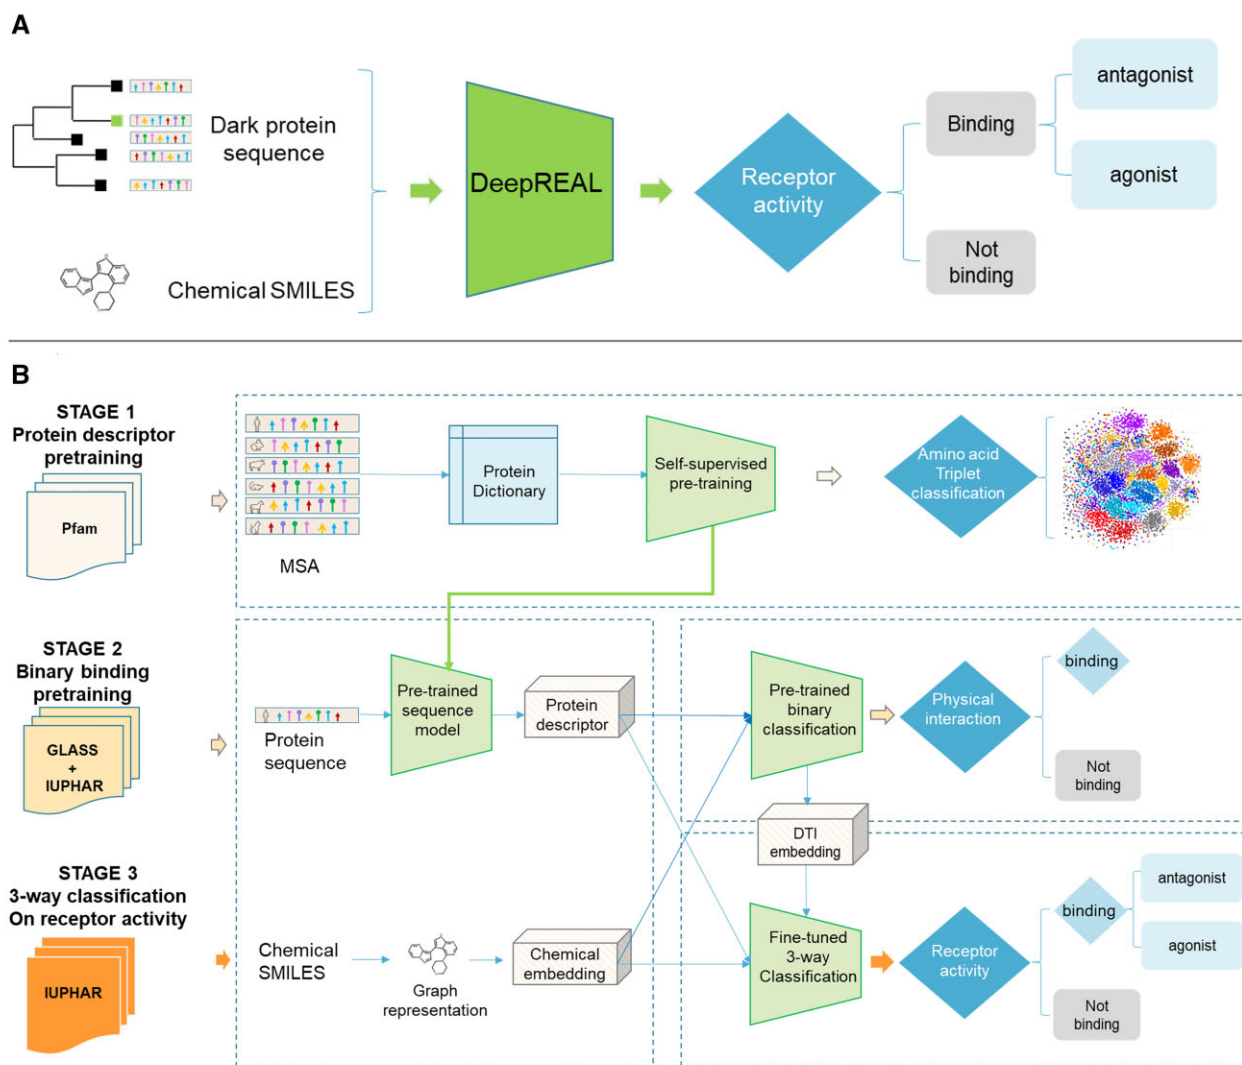 A
Dark protein
sequence
Chemical SMILES
DeepREAL
Receptor
activity
Binding
Not
binding
antagonist
agonist
B
STAGE 1
Protein descriptor
pretraining
Pfam
MSA
Protein
Dictionary
Self-supervised
pre-training
Amino acid
Triplet
classification
STAGE 2
Binary binding
pretraining
GLASS
+
IUPHAR
Protein
sequence
Pre-trained
sequence
model
Protein
descriptor
Pre-trained
binary
classification
Physical
interaction
binding
Not
binding
DTI
embedding
STAGE 3
3-way classification
On receptor activity
IUPHAR
Chemical
SMILES
Graph
representation
Chemical
embedding
Fine-tuned
3-way
Classification
Receptor
activity
binding
antagonist
agonist
Not
binding